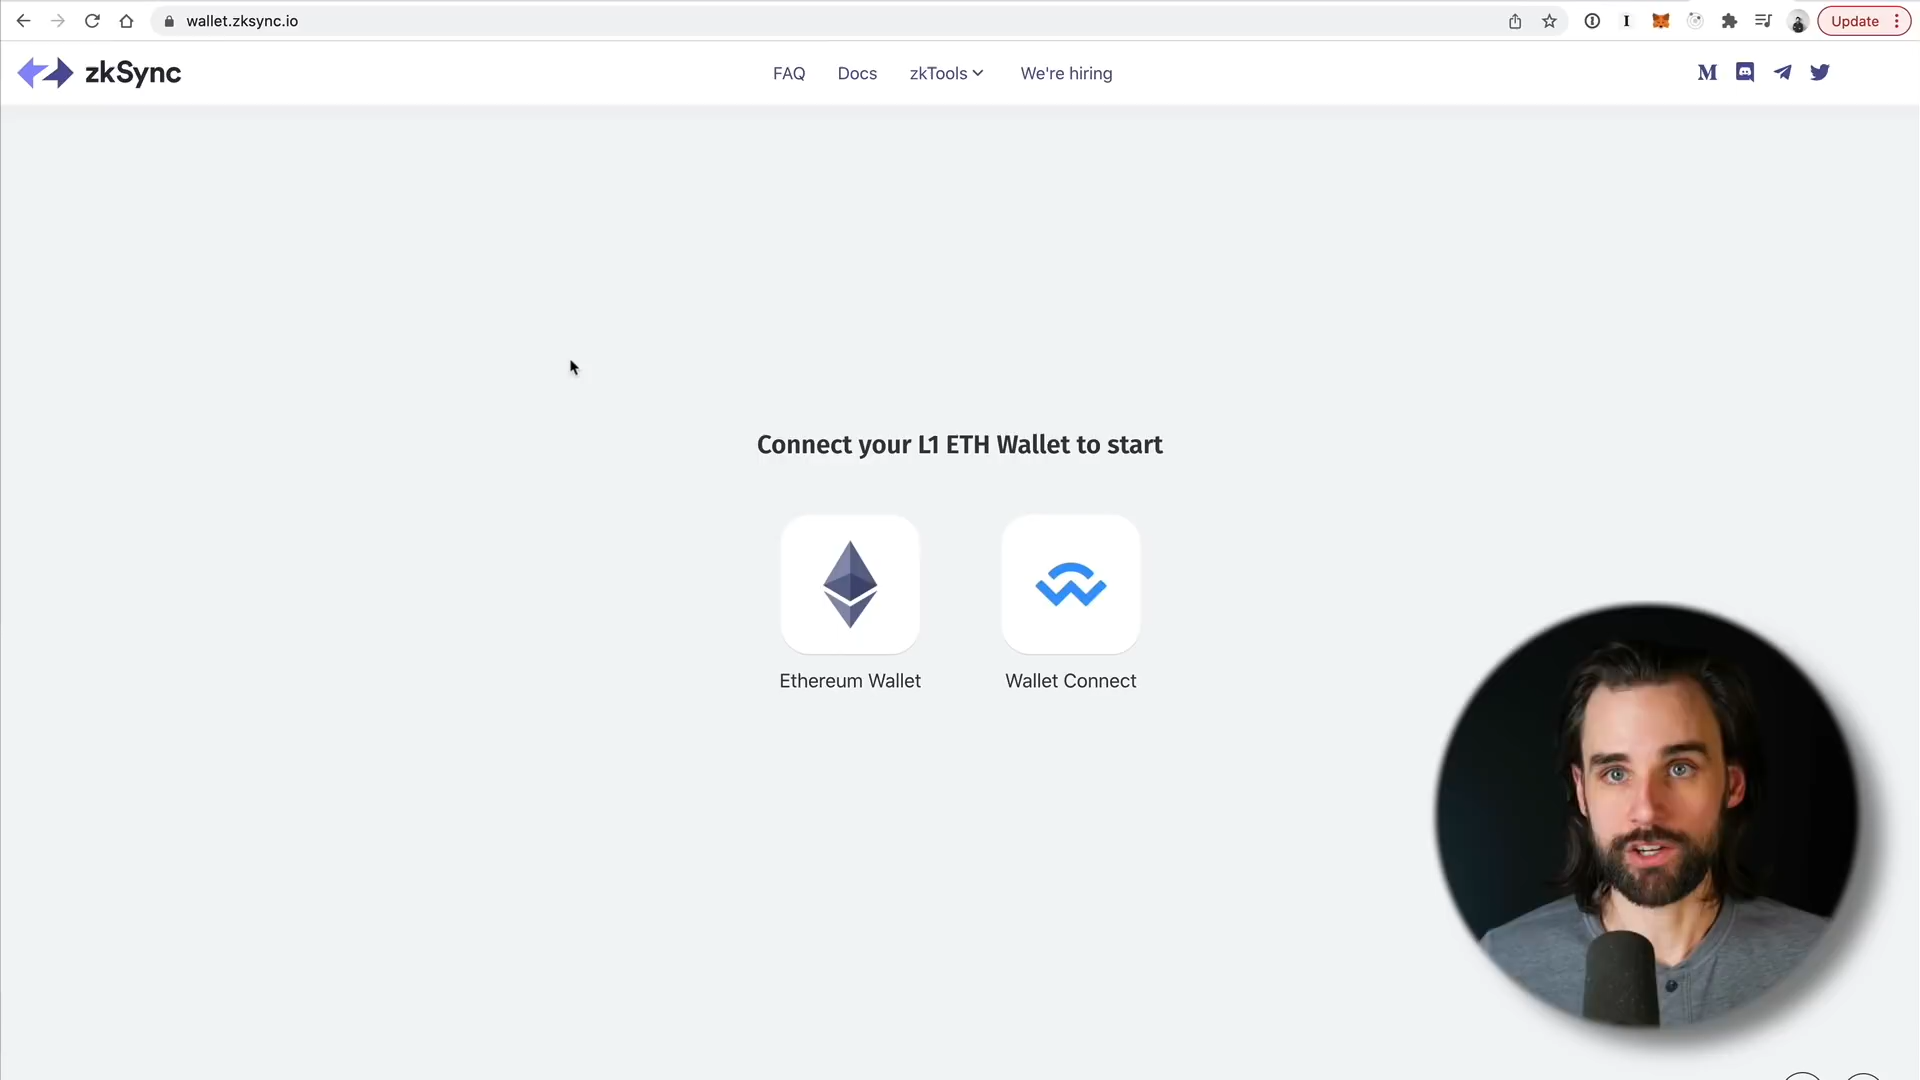 wallet.zksync.io
Update
zkSync
FAQ
Docs
zkTools
We're hiring
M
Connect your L1 ETH Wallet to start
Ethereum Wallet
Wallet Connect